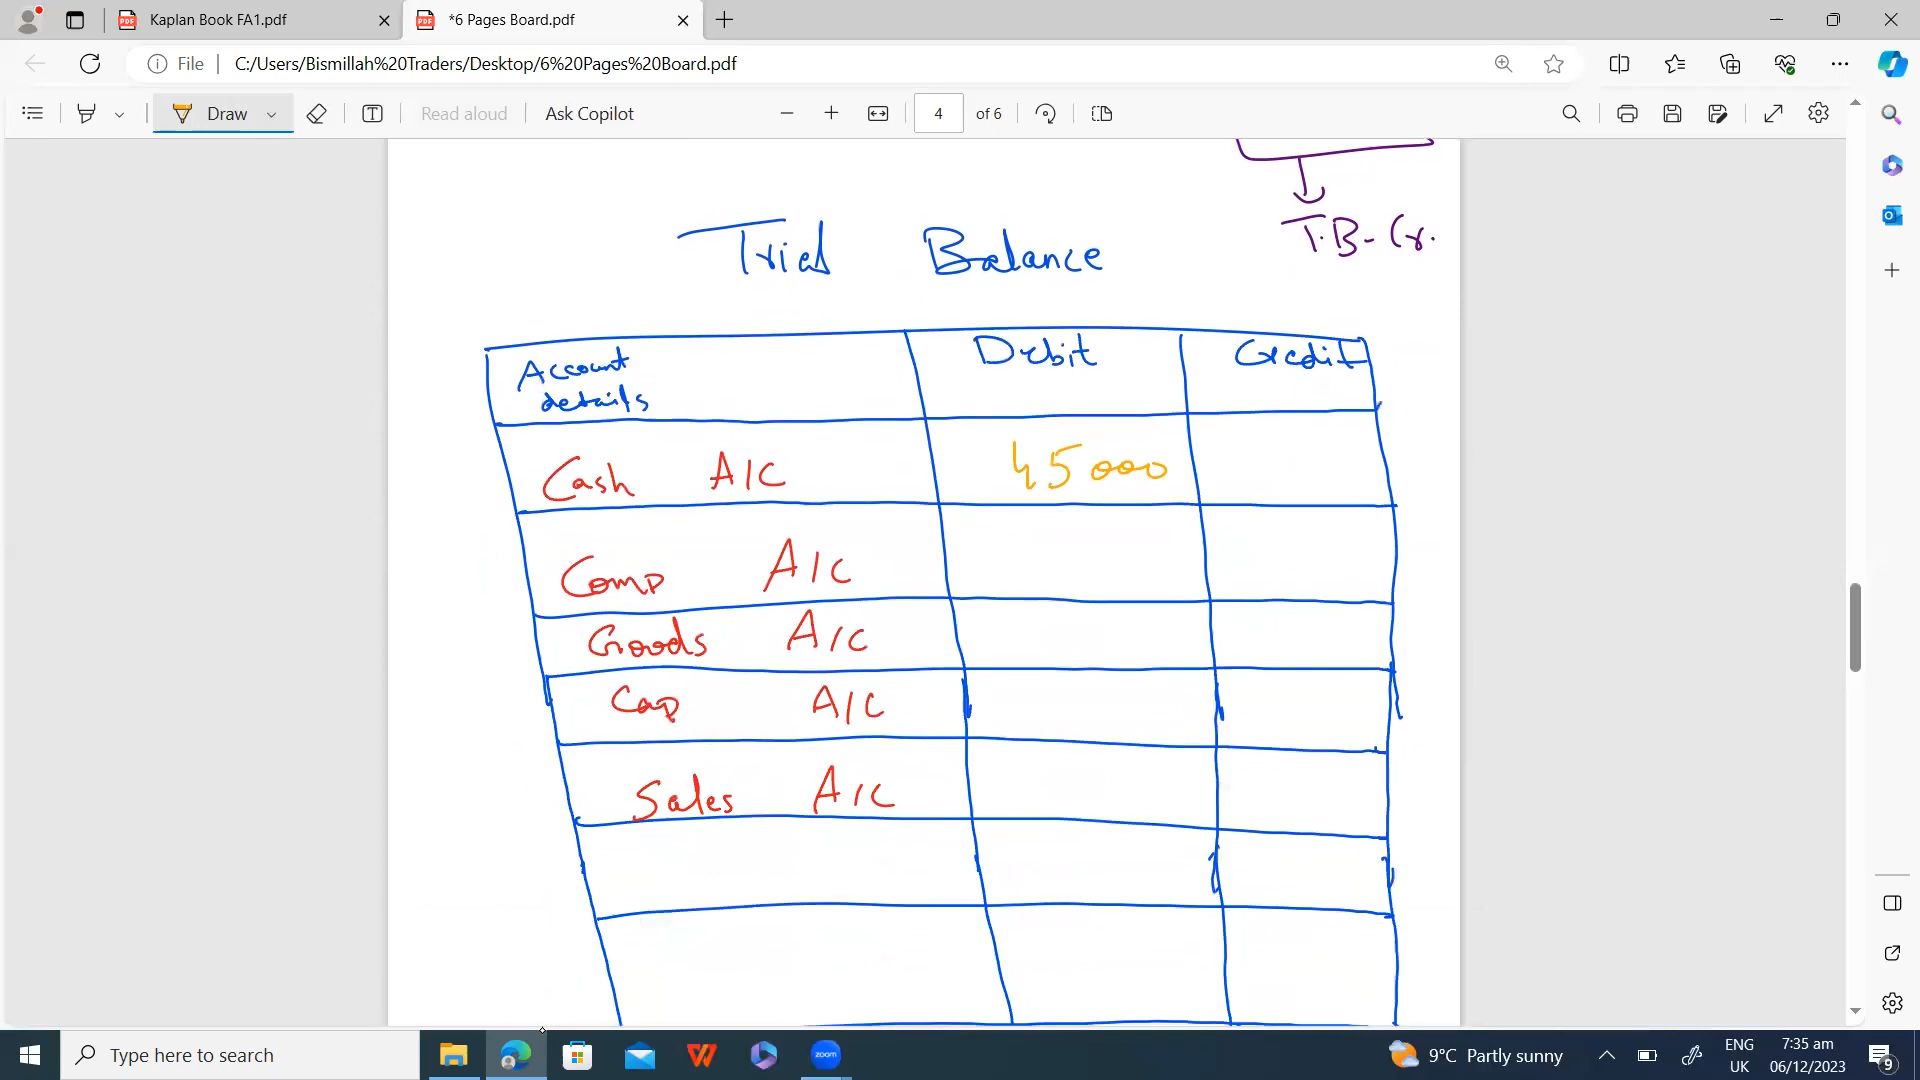 Kaplan Book FA1.pdf
*6 Pages Board.pdf
File
C:/Users/Bismillah%20Traders/Desktop/6%20Pages%20Board.pdf
Draw
Read aloud
Ask Copilot
4 of 6
T.B- Cr.
Trial Balance
Account details Debit Credit
Cash A/C 45000
Comp A/C
Goods A/C
Cap A/C
Sales A/C
Type here to search
zoom
9°C Partly sunny
ENG
UK
7:35 am
06/12/2023
9